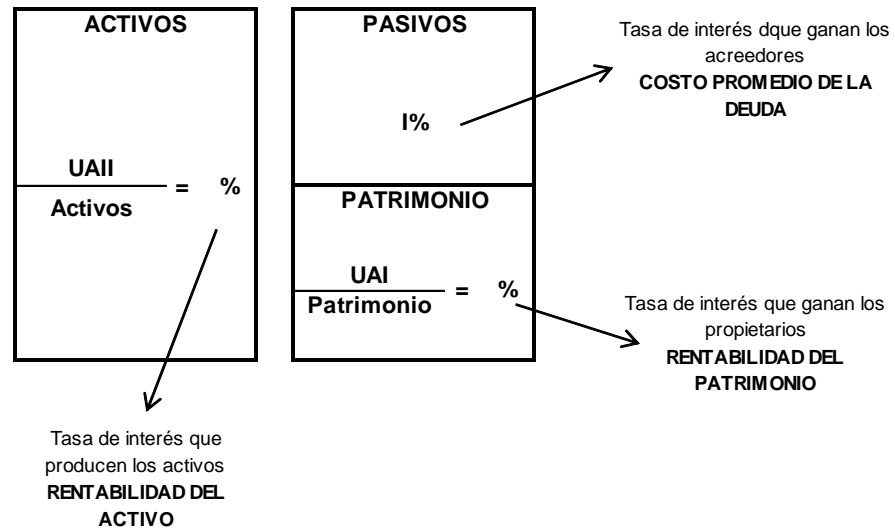 ACTIVOS
UAII
Activos
= %
Tasa de interés que
producen los activos
RENTABILIDAD DEL
ACTIVO
PASIVOS
I%
Tasa de interés dque ganan los
acreedores
COSTO PROMEDIO DE LA
DEUDA
PATRIMONIO
UAI
Patrimonio
= %
Tasa de interés que ganan los
propietarios
RENTABILIDAD DEL
PATRIMONIO